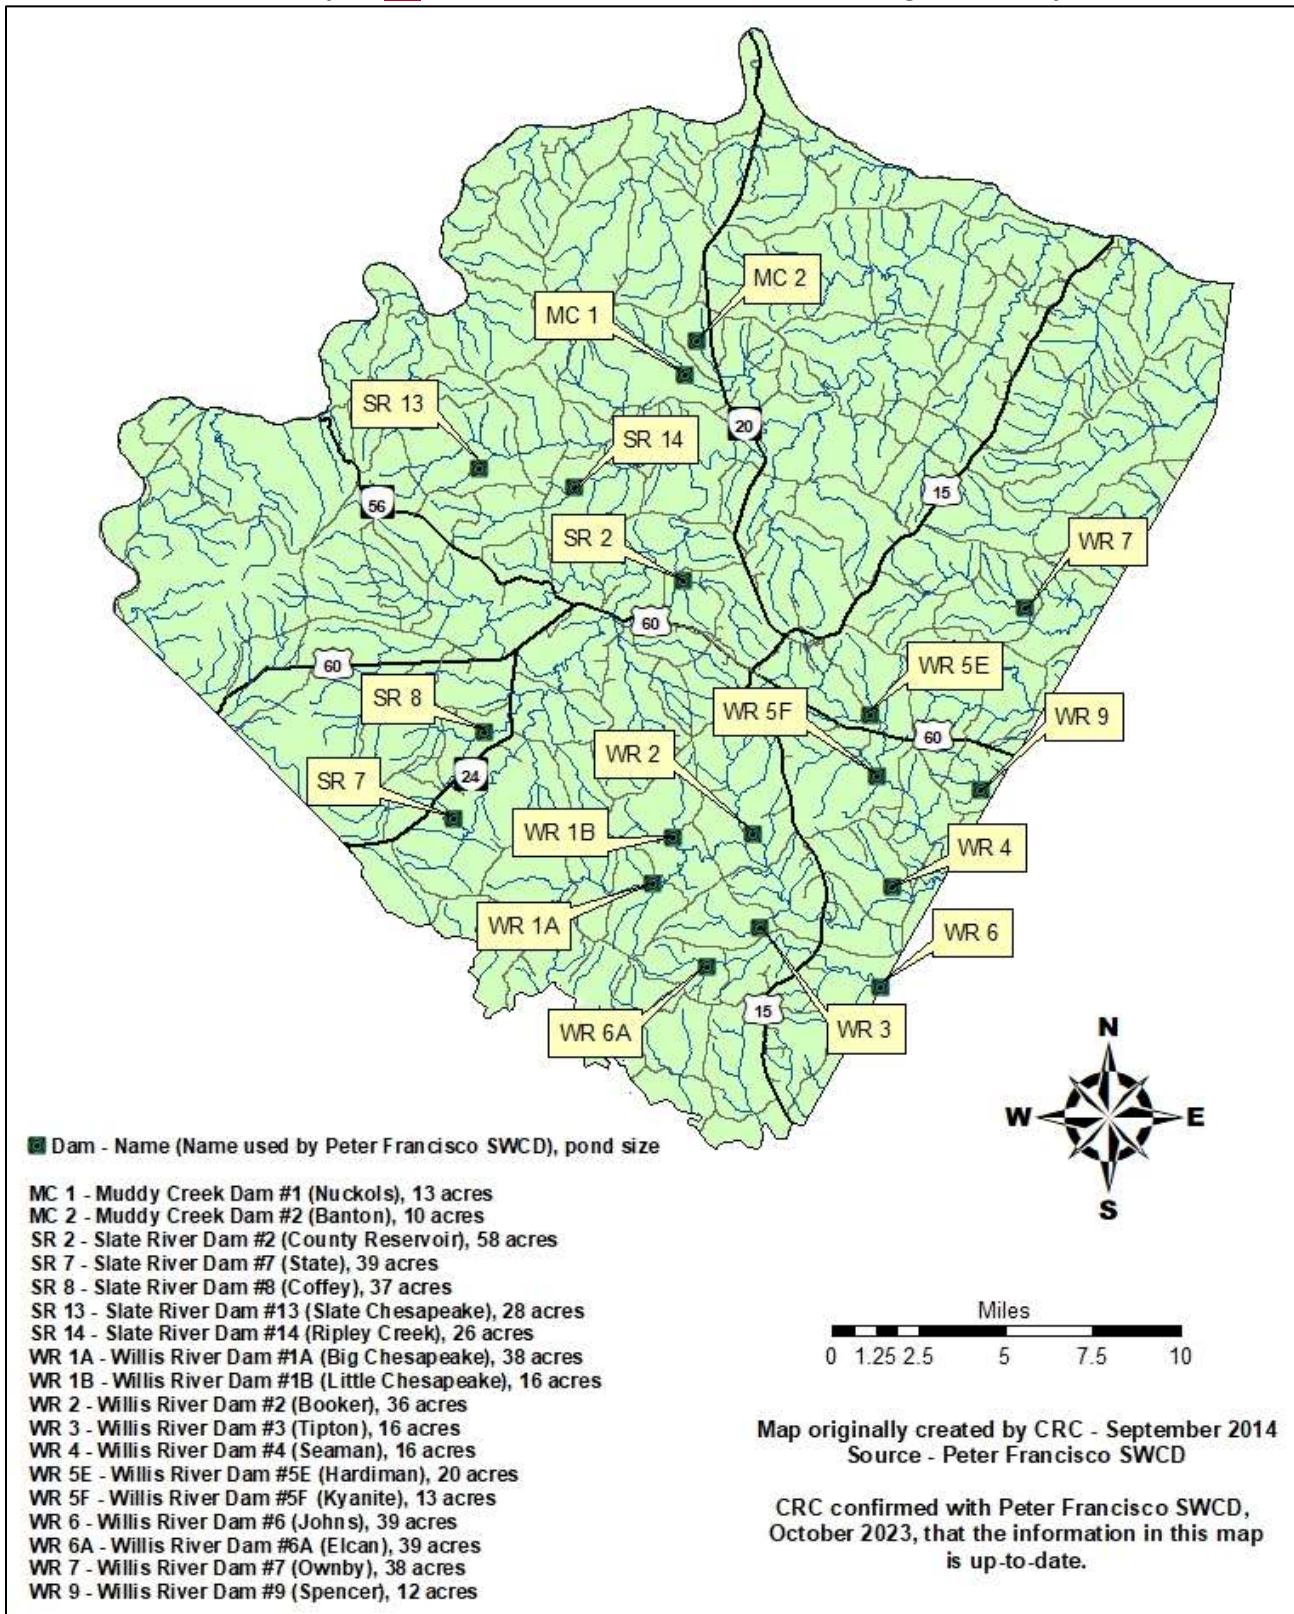 MC 2
MC 1
SR 13
SR 14
20
56
15
SR 2
WR 7
60
60
WR 5E
SR 8
WR 5F
WR 9
60
WR 2
24
SR 7
WR 1B
WR 4
WR 1A
WR 6
15
WR 3
WR 6A
N
W E
S
Dam - Name (Name used by Peter Francisco SWCD), pond size
MC 1 - Muddy Creek Dam #1 (Nuckols), 13 acres
MC 2 - Muddy Creek Dam #2 (Banton), 10 acres
SR 2 - Slate River Dam #2 (County Reservoir), 58 acres
SR 7 - Slate River Dam #7 (State), 39 acres
SR 8 - Slate River Dam #8 (Coffey), 37 acres
SR 13 - Slate River Dam #13 (Slate Chesapeake), 28 acres
SR 14 - Slate River Dam #14 (Ripley Creek), 26 acres
WR 1A - Willis River Dam #1A (Big Chesapeake), 38 acres
WR 1B - Willis River Dam #1B (Little Chesapeake), 16 acres
WR 2 - Willis River Dam #2 (Booker), 36 acres
WR 3 - Willis River Dam #3 (Tipton), 16 acres
WR 4 - Willis River Dam #4 (Seaman), 16 acres
WR 5E - Willis River Dam #5E (Hardiman), 20 acres
WR 5F - Willis River Dam #5F (Kyanite), 13 acres
WR 6 - Willis River Dam #6 (Johns), 39 acres
WR 6A - Willis River Dam #6A (Elcan), 39 acres
WR 7 - Willis River Dam #7 (Ownby), 38 acres
WR 9 - Willis River Dam #9 (Spencer), 12 acres
Miles
0 1.25 2.5 5 7.5 10
Map originally created by CRC - September 2014
Source - Peter Francisco SWCD
CRC confirmed with Peter Francisco SWCD,
October 2023, that the information in this map
is up-to-date.